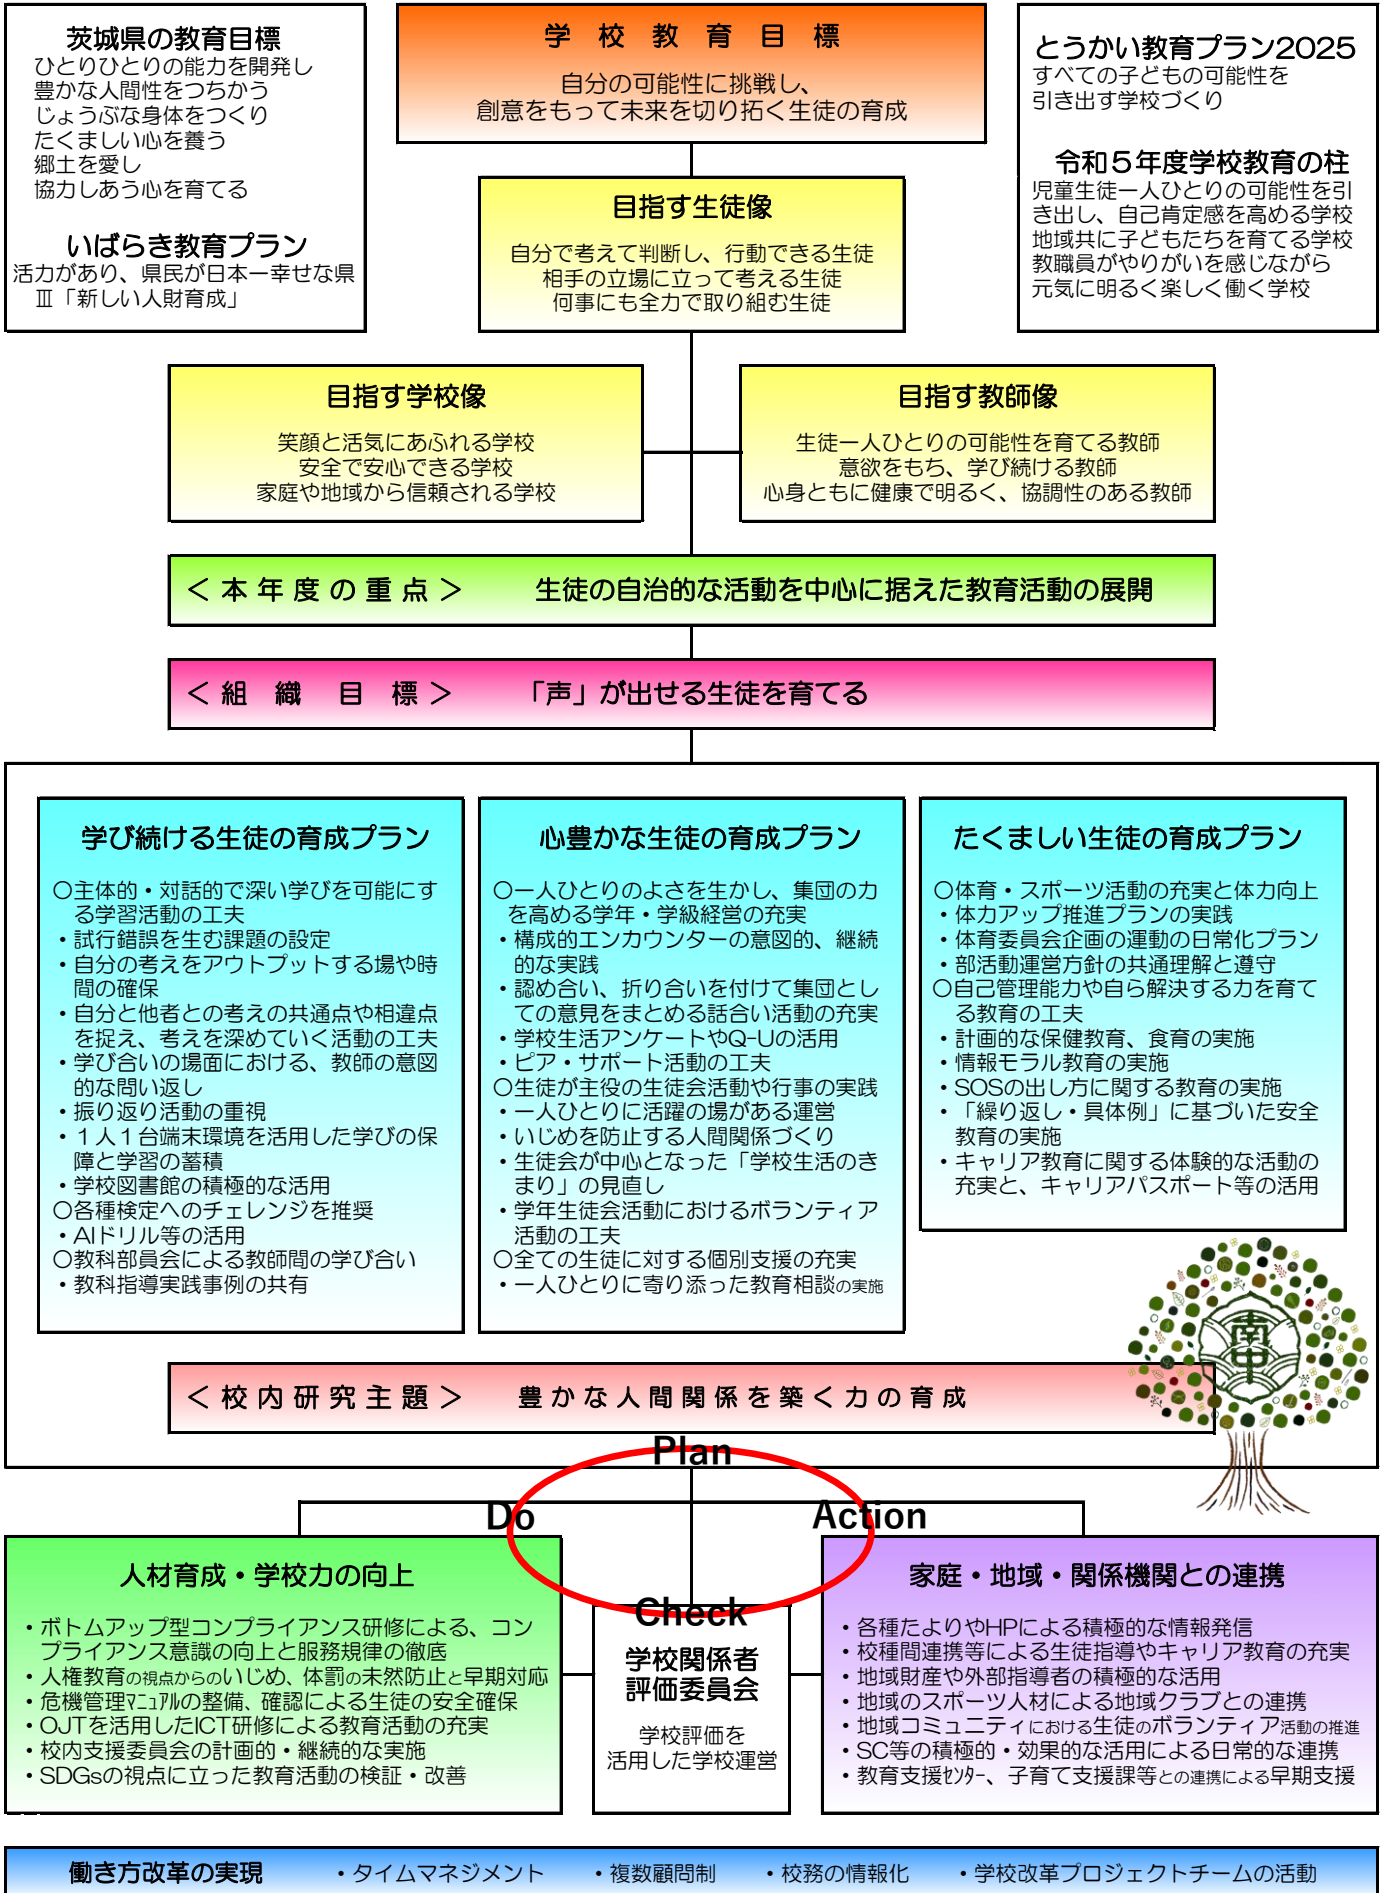 茨城県の教育目標
ひとりひとりの能力を開発し
豊かな人間性をつちかう
じょうぶな身体をつくり
たくましい心を養う
郷土を愛し
協力しあう心を育てる
いばらき教育プラン
活力があり、県民が日本一幸せな県
Ⅲ「新しい人財育成」
学校教育目標
自分の可能性に挑戦し、
創意をもって未来を切り拓く生徒の育成
とうかい教育プラン2025
すべての子どもの可能性を
引き出す学校づくり
令和５年度学校教育の柱
児童生徒一人ひとりの可能性を引
き出し、自己肯定感を高める学校
地域共に子どもたちを育てる学校
教職員がやりがいを感じながら
元気に明るく楽しく働く学校
目指す生徒像
自分で考えて判断し、行動できる生徒
相手の立場に立って考える生徒
何事にも全力で取り組む生徒
目指す学校像
笑顔と活気にあふれる学校
安全で安心できる学校
家庭や地域から信頼される学校
目指す教師像
生徒一人ひとりの可能性を育てる教師
意欲をもち、学び続ける教師
心身ともに健康で明るく、協調性のある教師
＜本年度の重点＞　生徒の自治的な活動を中心に据えた教育活動の展開
＜組織目標＞　「声」が出せる生徒を育てる
学び続ける生徒の育成プラン
○主体的・対話的で深い学びを可能にす
る学習活動の工夫
・試行錯誤を生む課題の設定
・自分の考えをアウトプットする場や時
間の確保
・自分と他者との考えの共通点や相違点
を捉え、考えを深めていく活動の工夫
・学び合いの場面における、教師の意図
的な問い返し
・振り返り活動の重視
・１人１台端末環境を活用した学びの保
障と学習の蓄積
・学校図書館の積極的な活用
○各種検定へのチェレンジを推奨
・AIドリル等の活用
○教科部員会による教師間の学び合い
・教科指導実践事例の共有
心豊かな生徒の育成プラン
○一人ひとりのよさを生かし、集団の力
を高める学年・学級経営の充実
・構成的エンカウンターの意図的、継続
的な実践
・認め合い、折り合いを付けて集団とし
ての意見をまとめる話合い活動の充実
・学校生活アンケートやQ-Uの活用
・ピア・サポート活動の工夫
○生徒が主役の生徒会活動や行事の実践
・一人ひとりに活躍の場がある運営
・いじめを防止する人間関係づくり
・生徒会が中心となった「学校生活のき
まり」の見直し
・学年生徒会活動におけるボランティア
活動の工夫
○全ての生徒に対する個別支援の充実
・一人ひとりに寄り添った教育相談の実施
たくましい生徒の育成プラン
○体育・スポーツ活動の充実と体力向上
・体力アップ推進プランの実践
・体育委員会企画の運動の日常化プラン
・部活動運営方針の共通理解と遵守
○自己管理能力や自ら解決する力を育て
る教育の工夫
・計画的な保健教育、食育の実施
・情報モラル教育の実施
・SOSの出し方に関する教育の実施
・「繰り返し・具体例」に基づいた安全
教育の実施
・キャリア教育に関する体験的な活動の
充実と、キャリアパスポート等の活用
南中
＜校内研究主題＞　豊かな人間関係を築く力の育成
Plan
Do
Action
Check
人材育成・学校力の向上
・ボトムアップ型コンプライアンス研修による、コン
プライアンス意識の向上と服務規律の徹底
・人権教育の視点からのいじめ、体罰の未然防止と早期対応
・危機管理ﾏﾆｭｱﾙの整備、確認による生徒の安全確保
・OJTを活用したICT研修による教育活動の充実
・校内支援委員会の計画的・継続的な実施
・SDGsの視点に立った教育活動の検証・改善
学校関係者
評価委員会
学校評価を
活用した学校運営
家庭・地域・関係機関との連携
・各種たよりやHPによる積極的な情報発信
・校種間連携等による生徒指導やキャリア教育の充実
・地域財産や外部指導者の積極的な活用
・地域のスポーツ人材による地域クラブとの連携
・地域コミュニティにおける生徒のボランティア活動の推進
・SC等の積極的・効果的な活用による日常的な連携
・教育支援ｾﾝﾀｰ、子育て支援課等との連携による早期支援
働き方改革の実現　・タイムマネジメント　・複数顧問制　・校務の情報化　・学校改革プロジェクトチームの活動